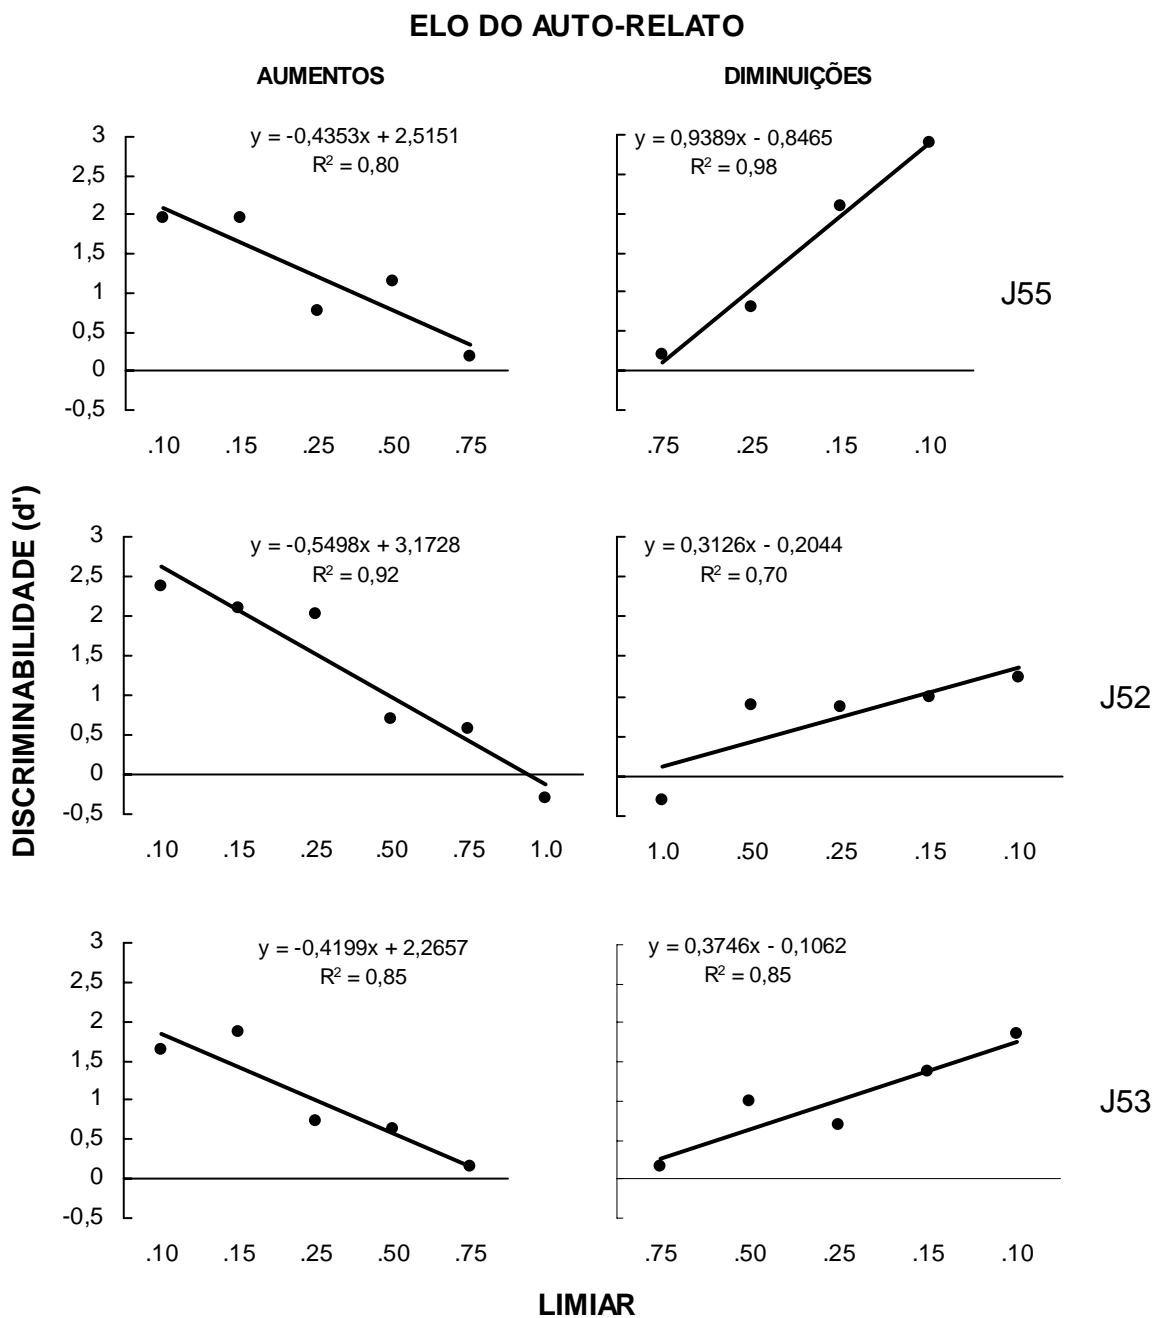 ELO DO AUTO-RELATO
AUMENTOS
DIMINUIÇÕES
y = -0,4353x + 2,5151
R² = 0,80
3
2,5
2
1,5
1
0,5
0
-0,5
.10 .15 .25 .50 .75
y = 0,9389x - 0,8465
R² = 0,98
.75 .25 .15 .10
J55
DISCRIMINABILIDADE (d')
y = -0,5498x + 3,1728
R² = 0,92
3
2,5
2
1,5
1
0,5
0
-0,5
.10 .15 .25 .50 .75 1.0
y = 0,3126x - 0,2044
R² = 0,70
1.0 .50 .25 .15 .10
J52
y = -0,4199x + 2,2657
R² = 0,85
3
2,5
2
1,5
1
0,5
0
-0,5
.10 .15 .25 .50 .75
y = 0,3746x - 0,1062
R² = 0,85
.75 .50 .25 .15 .10
J53
LIMIAR